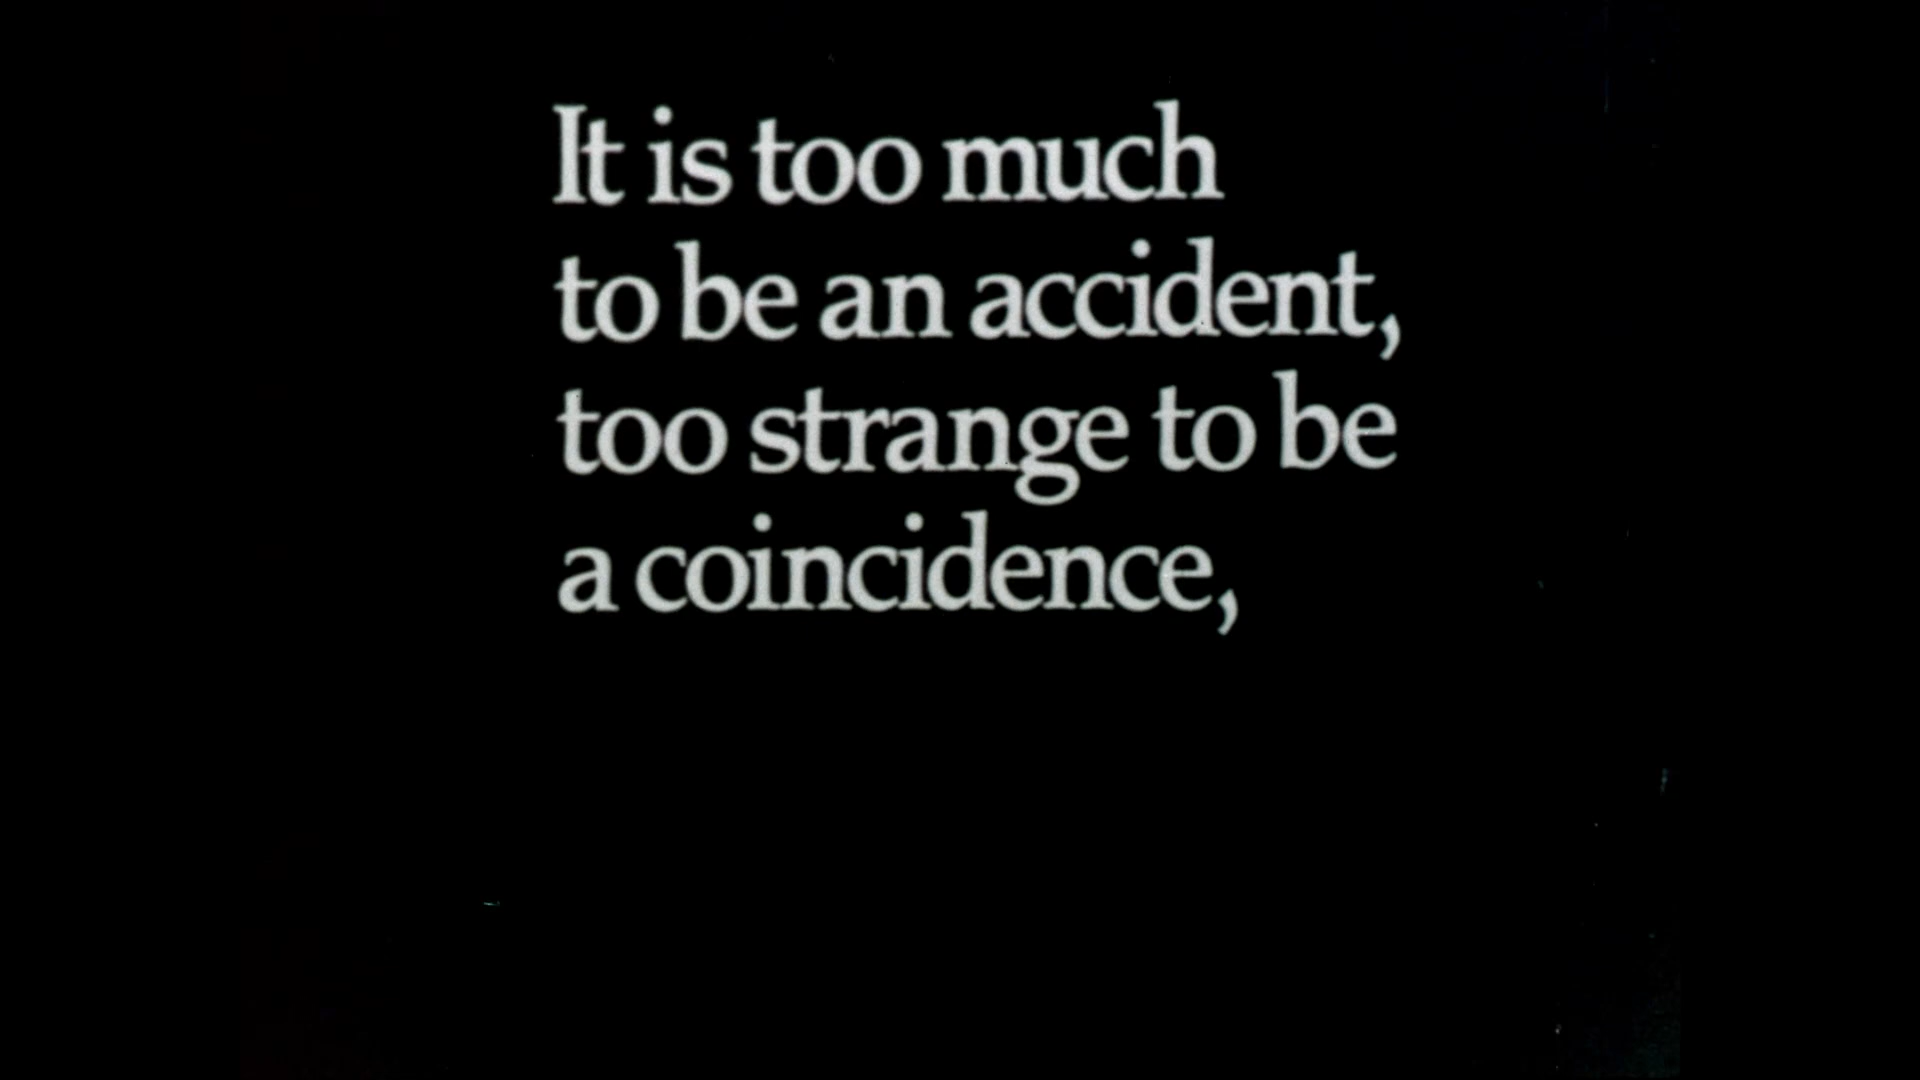 It is too much
to be an accident,
too strange to be
a coincidence,